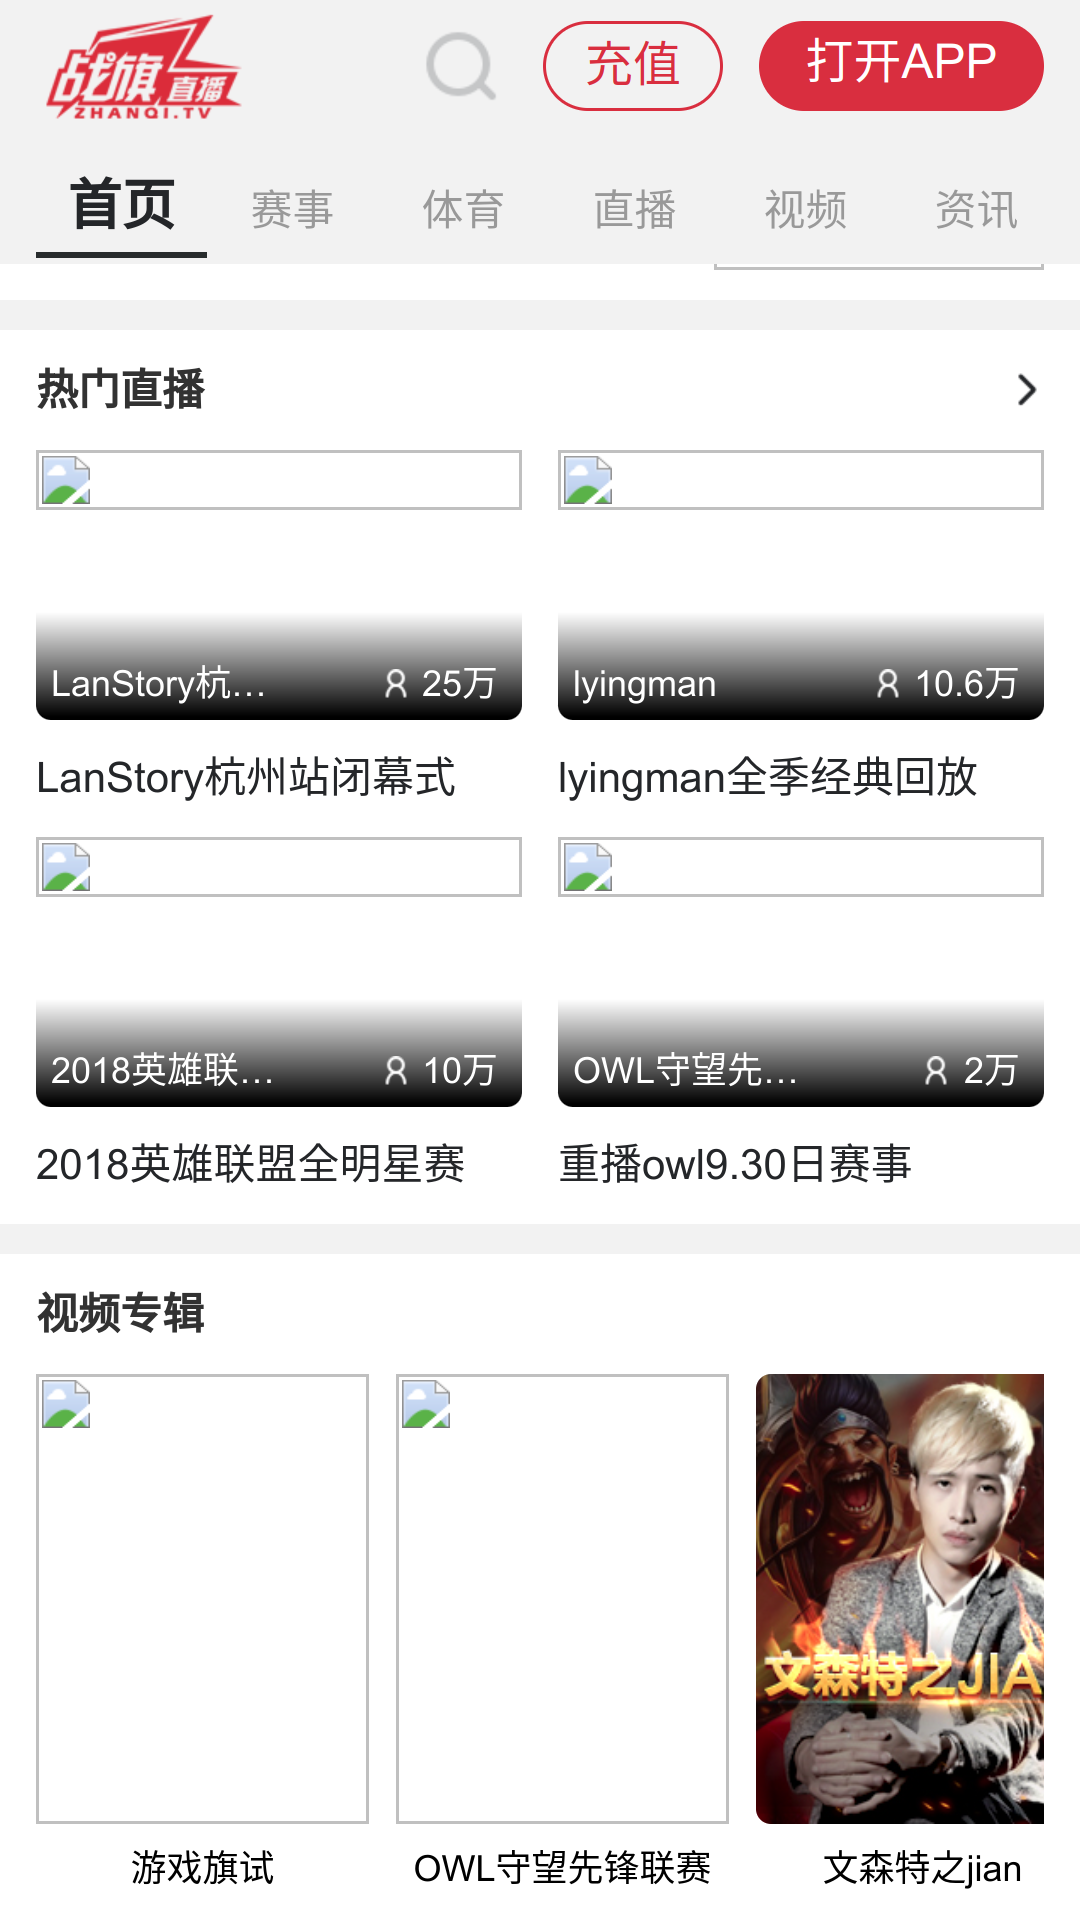 战旗直播
ZHANQI.TV
充值
打开APP
首页 赛事 体育 直播 视频 资讯
热门直播
LanStory杭... 25万
lyingman 10.6万
LanStory杭州站闭幕式
lyingman全季经典回放
2018英雄联... 10万
OWL守望先... 2万
2018英雄联盟全明星赛
重播owl9.30日赛事
视频专辑
文森特之JIA
游戏旗试
OWL守望先锋联赛
文森特之jian